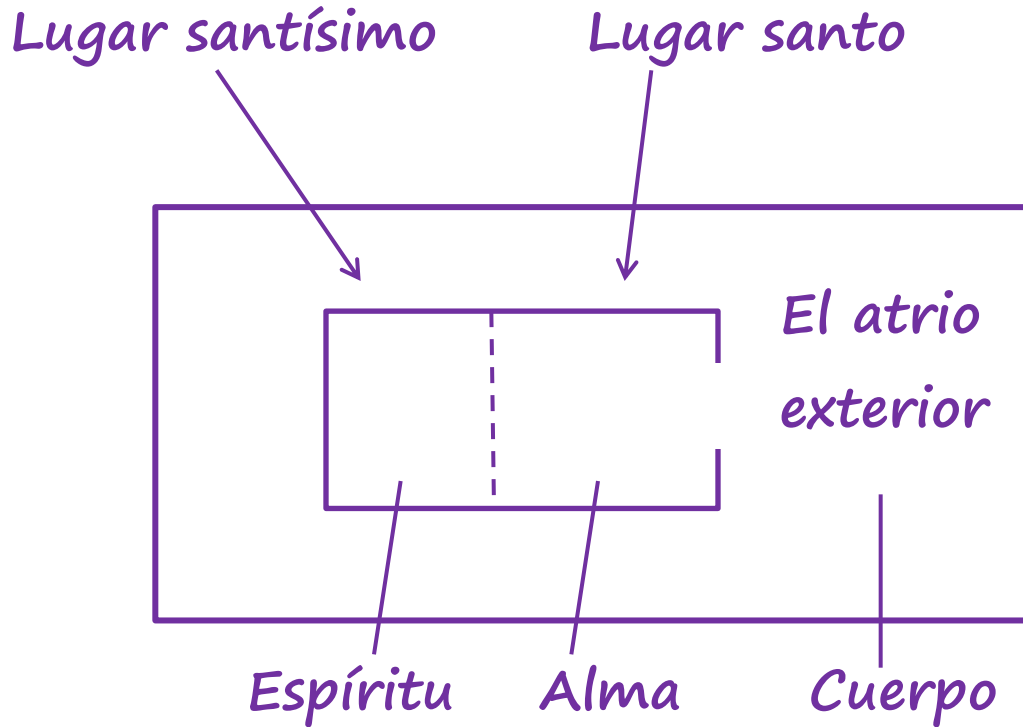 Lugar santísimo
Lugar santo
El atrio
exterior
Espíritu
Alma
Cuerpo